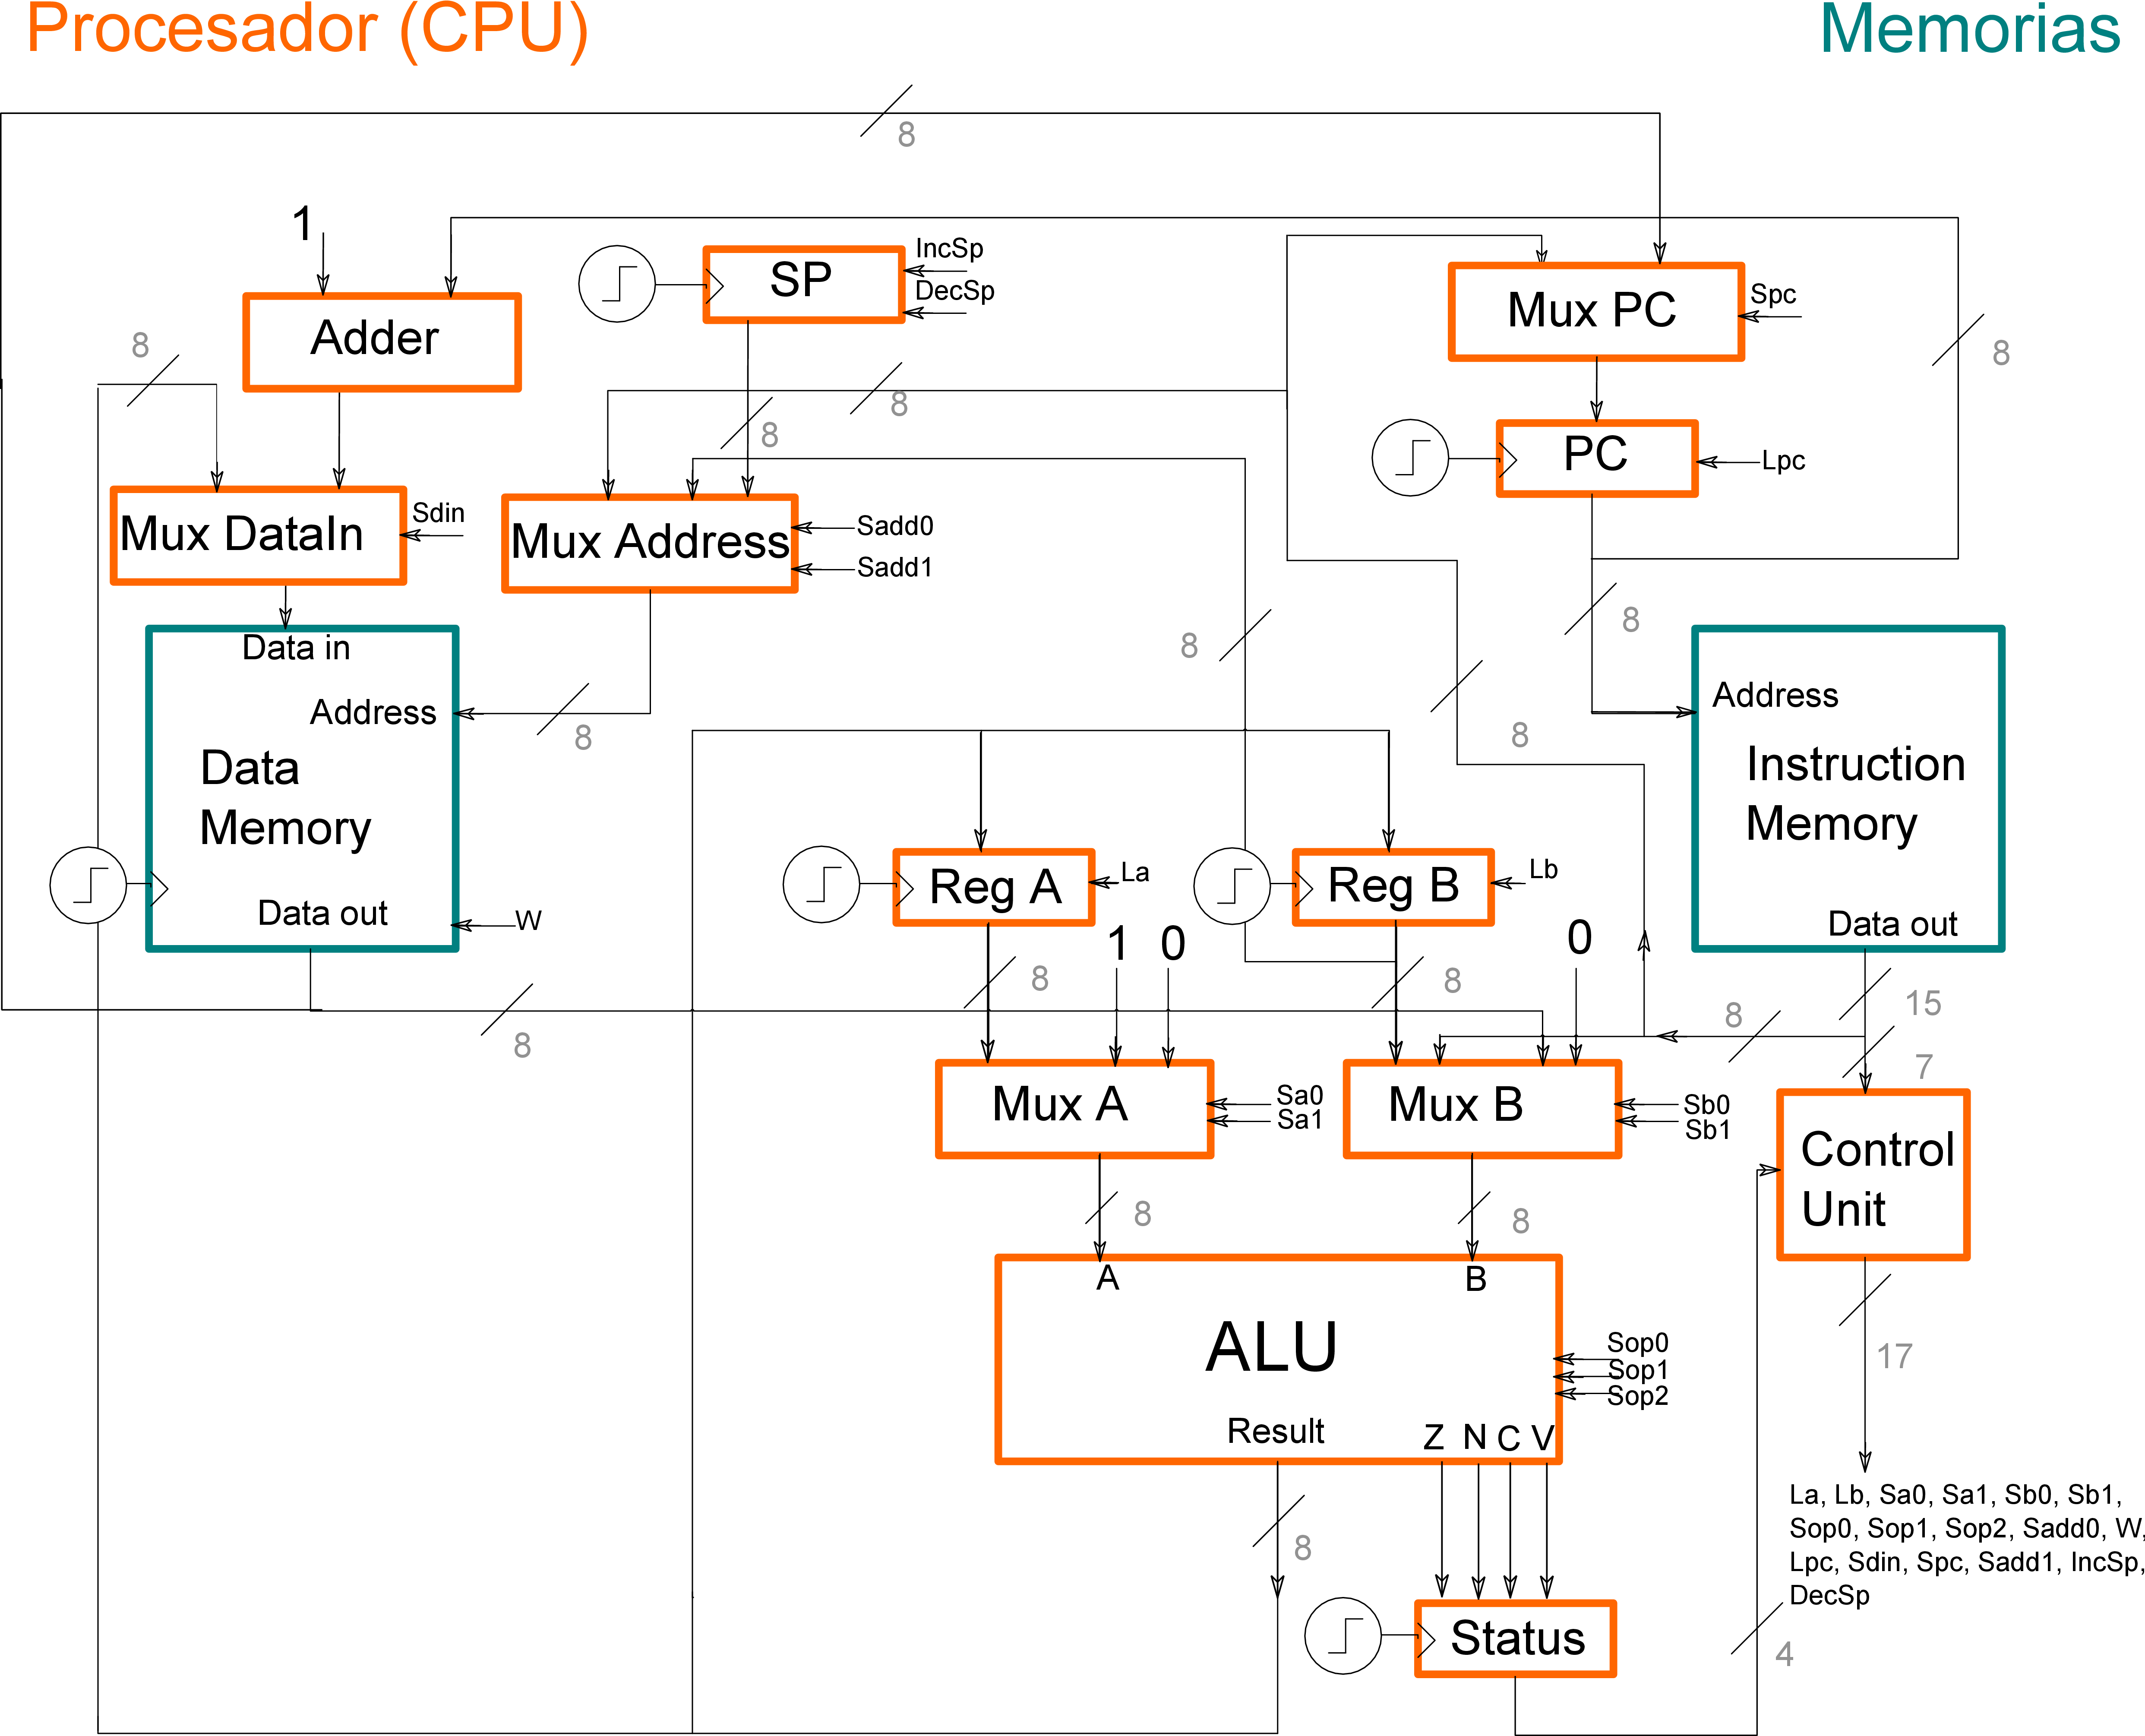 Procesador (CPU)
Memorias
8
1
IncSp
SP
DecSp
Mux PC
Spc
Adder
8
8
8
8
PC
Lpc
Sdin
Mux DataIn
Mux Address
Sadd0
Sadd1
8
8
Data in
Address
8
8
Address
Data
Memory
Instruction
Memory
Reg A
La
Reg B
Lb
Data out
W
1
0
0
Data out
8
8
8
8
15
7
Mux A
Sa0
Sa1
Mux B
Sb0
Sb1
Control
Unit
8
8
A
B
ALU
Sop0
Sop1
Sop2
17
Result
Z
N
C
V
8
La, Lb, Sa0, Sa1, Sb0, Sb1,
Sop0, Sop1, Sop2, Sadd0, W,
Lpc, Sdin, Spc, Sadd1, IncSp,
DecSp
Status
4